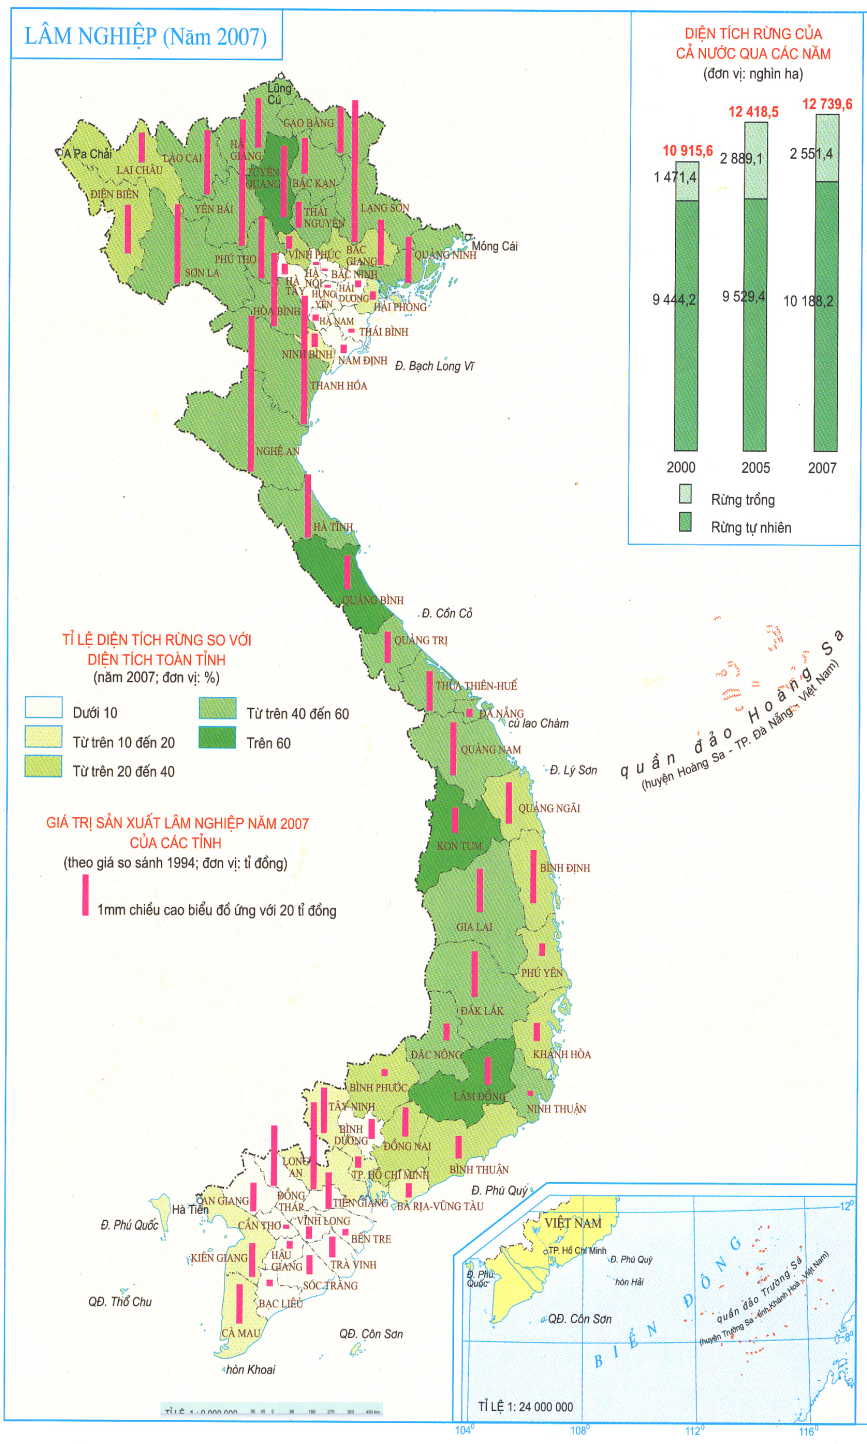 LÂM NGHIỆP (Năm 2007)
DIỆN TÍCH RỪNG CỦA
CẢ NƯỚC QUA CÁC NĂM
(đơn vị: nghìn ha)
10 915,6
12 418,5
12 739,6
1 471,4
2 889,1
2 551,4
9 444,2
9 529,4
10 188,2
2000
2005
2007
Rừng trồng
Rừng tự nhiên
Lũng
Cú
A Pa Chải
LAI CHÂU
LÀO CAI
HÀ
GIANG
CAO BẰNG
ĐIỆN BIÊN
TUYÊN
QUANG
BẮC KẠN
YÊN BÁI
THÁI
NGUYÊN
LẠNG SƠN
Móng Cái
SƠN LA
PHÚ THỌ
VĨNH PHÚC
BẮC
GIANG
QUẢNG NINH
HÀ
NỘI
BẮC NINH
HÀ
TÂY
HƯNG
YÊN
HẢI
DƯƠNG
HẢI PHÒNG
HÒA BÌNH
HÀ NAM
THÁI BÌNH
NINH BÌNH
NAM ĐỊNH
Đ. Bạch Long Vĩ
THANH HÓA
NGHỆ AN
HÀ TĨNH
QUẢNG BÌNH
Đ. Cồn Cỏ
QUẢNG TRỊ
THỪA THIÊN-HUẾ
ĐÀ NẴNG
cù lao Chàm
QUẢNG NAM
Đ. Lý Sơn
quần đảo Hoàng Sa
(huyện Hoàng Sa - TP. Đà Nẵng - Việt Nam)
TỈ LỆ DIỆN TÍCH RỪNG SO VỚI
DIỆN TÍCH TOÀN TỈNH
(năm 2007; đơn vị: %)
Dưới 10
Từ trên 10 đến 20
Từ trên 20 đến 40
Từ trên 40 đến 60
Trên 60
GIÁ TRỊ SẢN XUẤT LÂM NGHIỆP NĂM 2007
CỦA CÁC TỈNH
(theo giá so sánh 1994; đơn vị: tỉ đồng)
1mm chiều cao biểu đồ ứng với 20 tỉ đồng
QUẢNG NGÃI
KON TUM
BÌNH ĐỊNH
GIA LAI
PHÚ YÊN
ĐẮK LẮK
ĐẮC NÔNG
KHÁNH HÒA
BÌNH PHƯỚC
LÂM ĐỒNG
NINH THUẬN
TÂY NINH
BÌNH
DƯƠNG
ĐỒNG NAI
BÌNH THUẬN
LONG
AN
TP. HỒ CHÍ MINH
Đ. Phú Quý
BÀ RỊA-VŨNG TÀU
AN GIANG
ĐỒNG
THÁP
TIỀN GIANG
Hà Tiên
Đ. Phú Quốc
CẦN THƠ
VĨNH LONG
BẾN TRE
KIÊN GIANG
HẬU
GIANG
TRÀ VINH
SÓC TRĂNG
BẠC LIÊU
QĐ. Thổ Chu
CÀ MAU
QĐ. Côn Sơn
hòn Khoai
VIỆT NAM
TP. Hồ Chí Minh
Đ. Phú
Quốc
Đ. Phú Quý
hòn Hải
QĐ. Côn Sơn
BIỂN ĐÔNG
quần đảo Trường Sa
(huyện Trường Sa - tỉnh Khánh Hòa - Việt Nam)
12°
8°
TỈ LỆ 1: 24 000 000
104°
108°
112°
116°